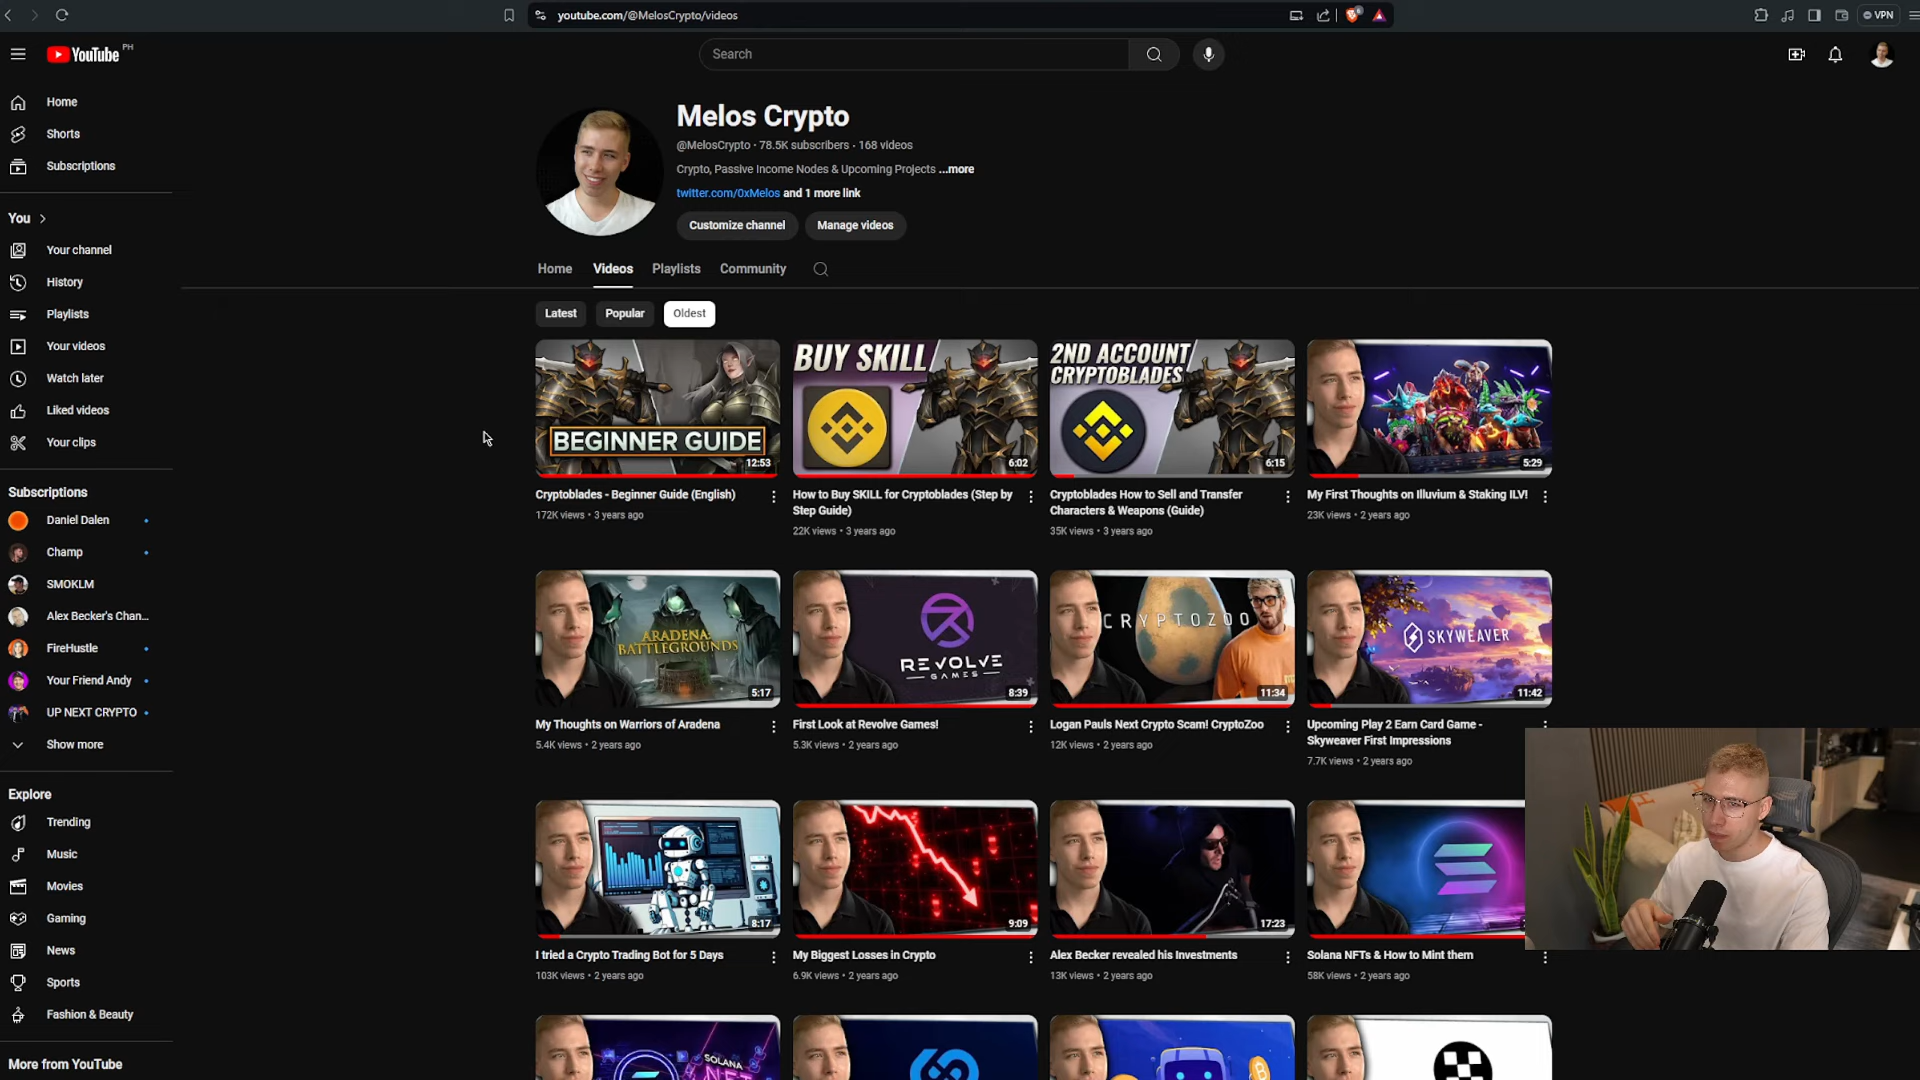 youtube.com/@MelosCrypto/videos
VPN
YouTube PH
Search
Home
Shorts
Subscriptions
You
Your channel
History
Playlists
Your videos
Watch later
Liked videos
Your clips
Subscriptions
Daniel Dalen
Champ
SMOKLM
Alex Becker's Chan...
FireHustle
Your Friend Andy
UP NEXT CRYPTO
Show more
Explore
Trending
Music
Movies
Gaming
News
Sports
Fashion & Beauty
More from YouTube
Melos Crypto
@MelosCrypto · 78.5K subscribers · 168 videos
Crypto, Passive Income Nodes & Upcoming Projects ...more
twitter.com/0xMelos and 1 more link
Customize channel
Manage videos
Home
Videos
Playlists
Community
Latest
Popular
Oldest
BEGINNER GUIDE
12:53
Cryptoblades - Beginner Guide (English)
172K views · 3 years ago
BUY SKILL
6:02
How to Buy SKILL for Cryptoblades (Step by
Step Guide)
22K views · 3 years ago
2ND ACCOUNT
CRYPTOBLADES
6:15
Cryptoblades How to Sell and Transfer
Characters & Weapons (Guide)
35K views · 3 years ago
5:29
My First Thoughts on Illuvium & Staking ILV!
23K views · 2 years ago
ARADENA:
BATTLEGROUNDS
5:17
My Thoughts on Warriors of Aradena
5.4K views · 2 years ago
REVOLVE
GAMES
8:39
First Look at Revolve Games!
5.3K views · 2 years ago
CRYPTOZOO
11:34
Logan Pauls Next Crypto Scam! CryptoZoo
12K views · 2 years ago
SKYWEAVER
11:42
Upcoming Play 2 Earn Card Game -
Skyweaver First Impressions
7.7K views · 2 years ago
8:17
I tried a Crypto Trading Bot for 5 Days
103K views · 2 years ago
9:09
My Biggest Losses in Crypto
6.9K views · 2 years ago
17:23
Alex Becker revealed his Investments
13K views · 2 years ago
Solana NFTs & How to Mint them
58K views · 2 years ago
SOLANA